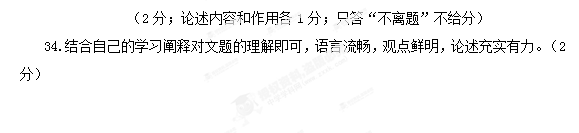 （2分；论述内容和作用各1分；只答“不离题”不给分）
34.结合自己的学习阐释对文题的理解即可，语言流畅，观点鲜明，论述充实有力。（2
分）